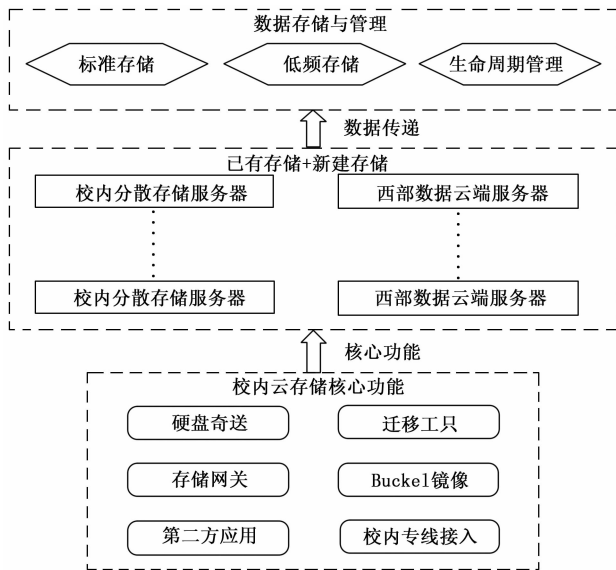 数据存储与管理
标准存储
低频存储
生命周期管理
数据传递
已有存储+新建存储
校内分散存储服务器
西部数据云端服务器
校内分散存储服务器
西部数据云端服务器
核心功能
校内云存储核心功能
硬盘奇送
迁移工只
存储网关
Buckel镜像
第二方应用
校内专线接入